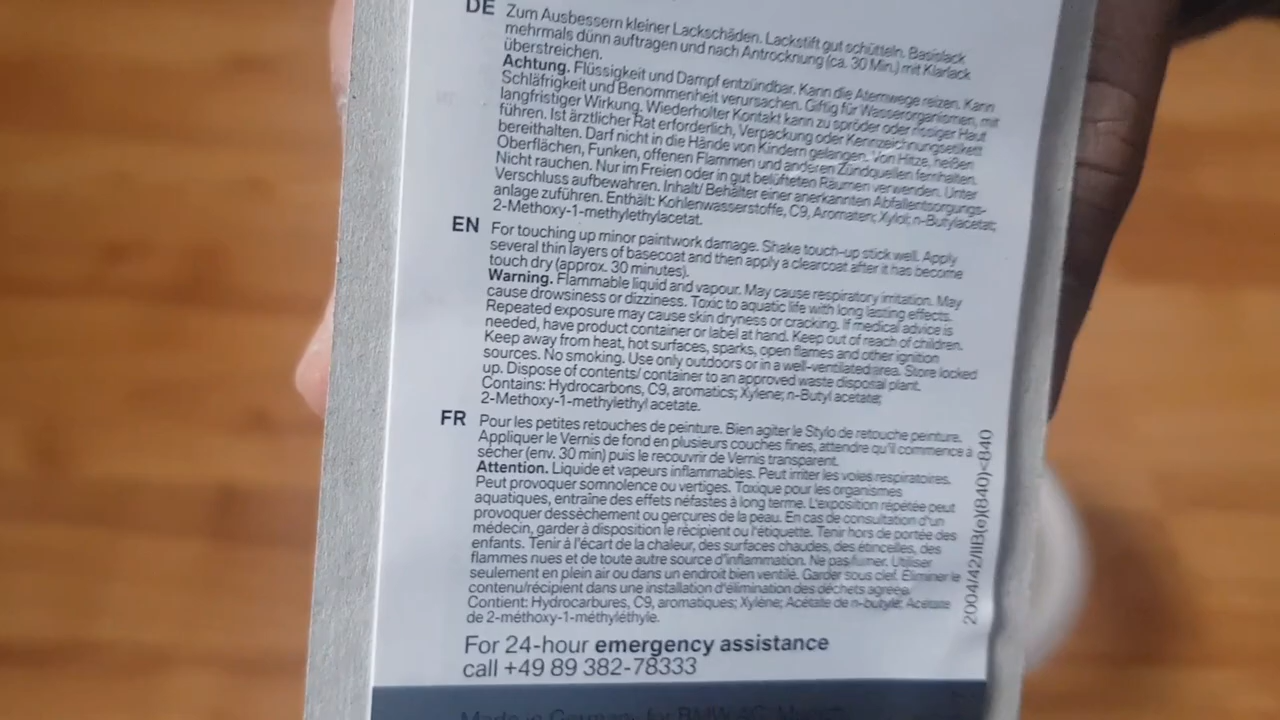 DE Zum Ausbessern kleiner Lackschäden. Lackstift gut schütteln. Basislack
mehrmals dünn auftragen und nach Antrocknung (ca. 30 Min.) mit Klarlack
überstreichen.
Achtung. Flüssigkeit und Dampf entzündbar. Kann die Atemwege reizen. Kann
Schläfrigkeit und Benommenheit verursachen. Giftig für Wasserorganismen, mit
langfristiger Wirkung. Wiederholter Kontakt kann zu spröder oder rissiger Haut
führen. Ist ärztlicher Rat erforderlich, Verpackung oder Kennzeichnungsetikett
bereithalten. Darf nicht in die Hände von Kindern gelangen. Von Hitze, heißen
Oberflächen, Funken, offenen Flammen und anderen Zündquellen fernhalten.
Nicht rauchen. Nur im Freien oder in gut belüfteten Räumen verwenden. Unter
Verschluss aufbewahren. Inhalt/ Behälter einer anerkannten Abfallentsorgungs-
anlage zuführen. Enthält: Kohlenwasserstoffe, C9, Aromaten; Xylol; n-Butylacetat;
2-Methoxy-1-methylethylacetat.
EN For touching up minor paintwork damage. Shake touch-up stick well. Apply
several thin layers of basecoat and then apply a clearcoat after it has become
touch dry (approx. 30 minutes).
Warning. Flammable liquid and vapour. May cause respiratory irritation. May
cause drowsiness or dizziness. Toxic to aquatic life with long lasting effects.
Repeated exposure may cause skin dryness or cracking. If medical advice is
needed, have product container or label at hand. Keep out of reach of children.
Keep away from heat, hot surfaces, sparks, open flames and other ignition
sources. No smoking. Use only outdoors or in a well-ventilated area. Store locked
up. Dispose of contents/ container to an approved waste disposal plant.
Contains: Hydrocarbons, C9, aromatics; Xylene; n-Butyl acetate;
2-Methoxy-1-methylethyl acetate.
FR Pour les petites retouches de peinture. Bien agiter le Stylo de retouche peinture.
Appliquer le Vernis de fond en plusieurs couches fines, attendre qu'il commence à
sécher (env. 30 min) puis le recouvrir de Vernis transparent.
Attention. Liquide et vapeurs inflammables. Peut irriter les voies respiratoires.
Peut provoquer somnolence ou vertiges. Toxique pour les organismes
aquatiques, entraîne des effets néfastes à long terme. L'exposition répétée peut
provoquer dessèchement ou gerçures de la peau. En cas de consultation d'un
médecin, garder à disposition le récipient ou l'étiquette. Tenir hors de portée des
enfants. Tenir à l'écart de la chaleur, des surfaces chaudes, des étincelles, des
flammes nues et de toute autre source d'inflammation. Ne pas fumer. Utiliser
seulement en plein air ou dans un endroit bien ventilé. Garder sous clef. Éliminer le
contenu/récipient dans une installation d'élimination des déchets agréée.
Contient: Hydrocarbures, C9, aromatiques; Xylène; Acétate de n-butyle; Acétate
de 2-méthoxy-1-méthyléthyle.
2004/42/IIB(e)(840)<840
For 24-hour emergency assistance
call +49 89 382-78333
Made in Germany for BMW AG,